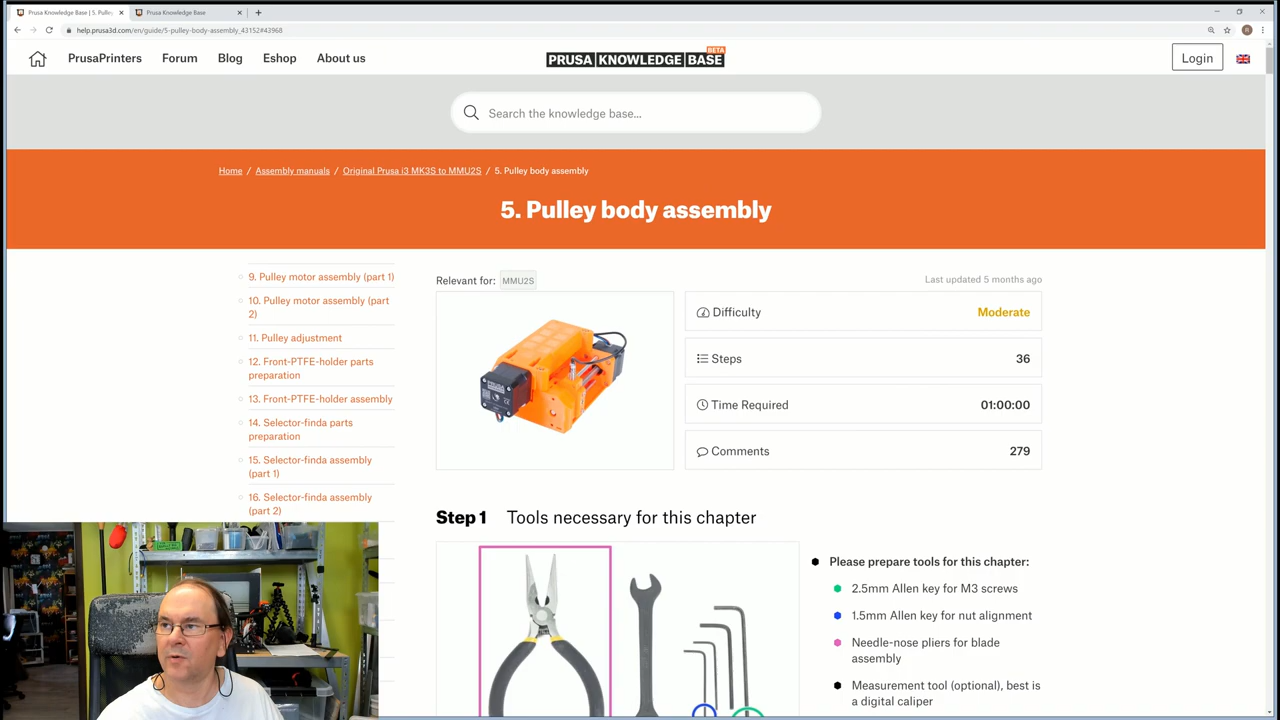 Prusa Knowledge Base | 5. Pulley
Prusa Knowledge Base
help.prusa3d.com/en/guide/5-pulley-body-assembly_43152#43968
PrusaPrinters
Forum
Blog
Eshop
About us
PRUSA KNOWLEDGE BASE
BETA
Login
Search the knowledge base...
Home / Assembly manuals / Original Prusa i3 MK3S to MMU2S / 5. Pulley body assembly
5. Pulley body assembly
9. Pulley motor assembly (part 1)
10. Pulley motor assembly (part
2)
11. Pulley adjustment
12. Front-PTFE-holder parts
preparation
13. Front-PTFE-holder assembly
14. Selector-finda parts
preparation
15. Selector-finda assembly
(part 1)
16. Selector-finda assembly
(part 2)
Relevant for: MMU2S
Last updated 5 months ago
Difficulty
Moderate
Steps
36
Time Required
01:00:00
Comments
279
Step 1 Tools necessary for this chapter
Please prepare tools for this chapter:
2.5mm Allen key for M3 screws
1.5mm Allen key for nut alignment
Needle-nose pliers for blade
assembly
Measurement tool (optional), best is
a digital caliper